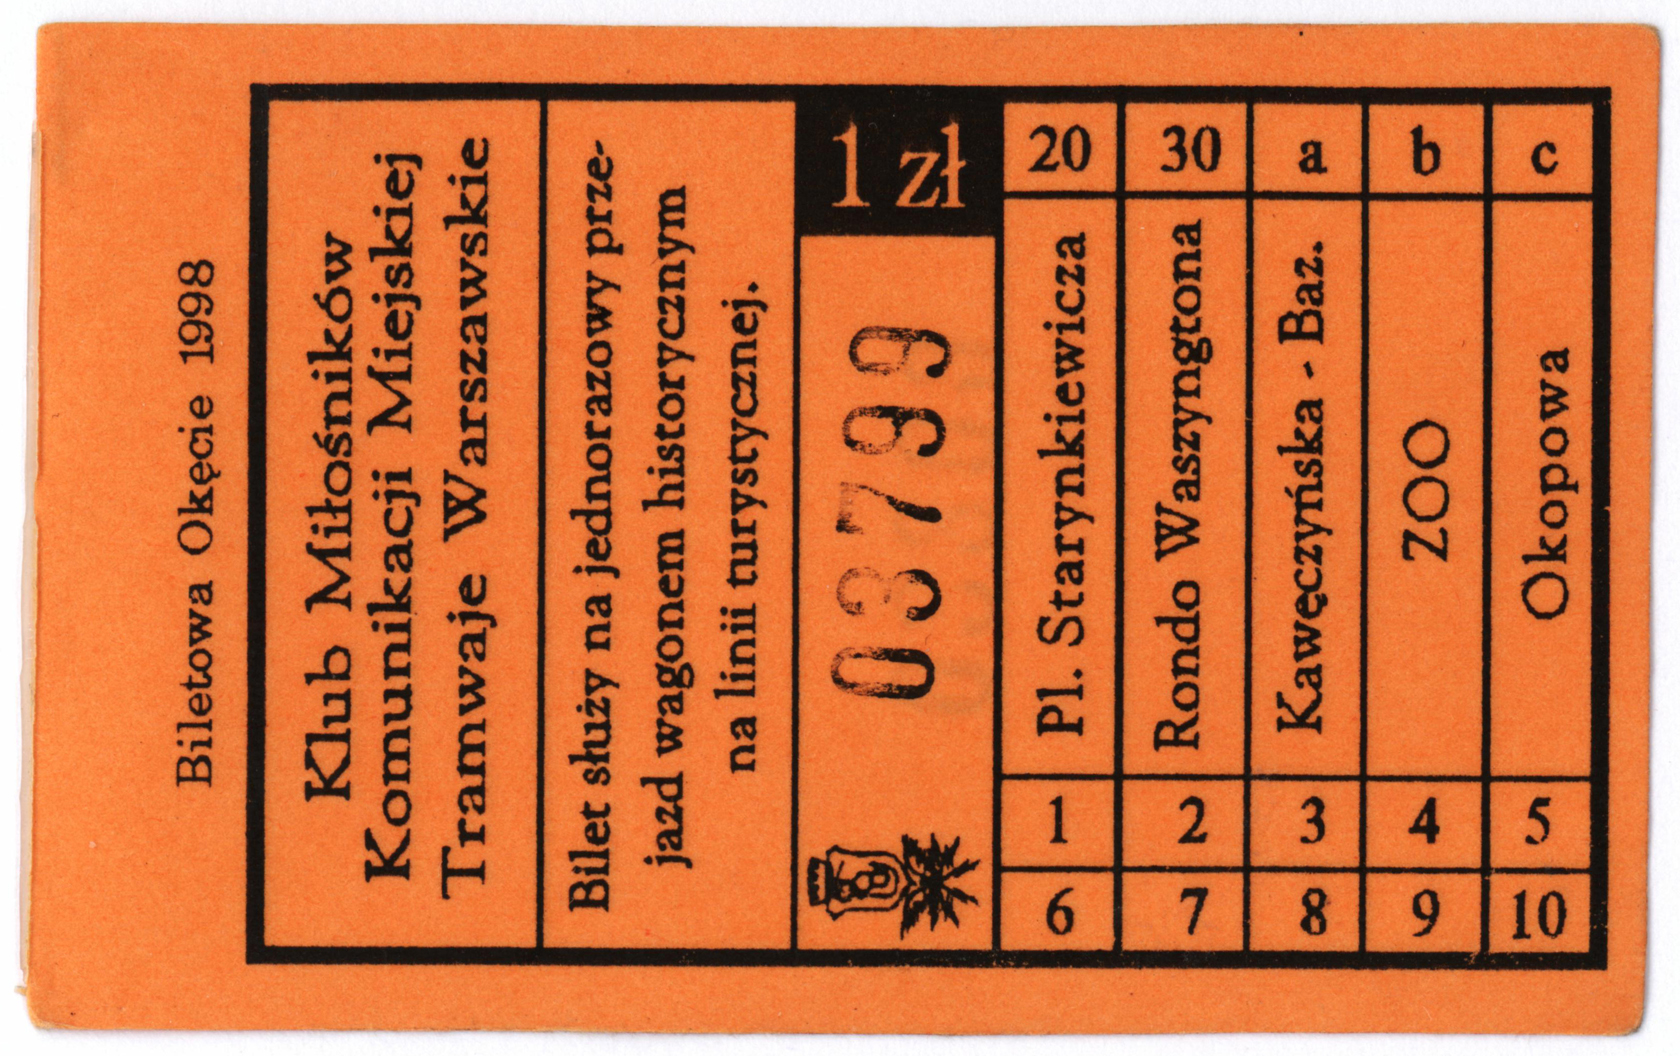 Biletowa Okęcie 1998
Klub Miłośników
Komunikacji Miejskiej
Tramwaje Warszawskie
Bilet służy na jednorazowy prze-
jazd wagonem historycznym
na linii turystycznej.
03799 1 zł
6 1 Pl. Starynkiewicza 20
7 2 Rondo Waszyngtona 30
8 3 Kawęczyńska - Baz. a
9 4 ZOO b
10 5 Okopowa c